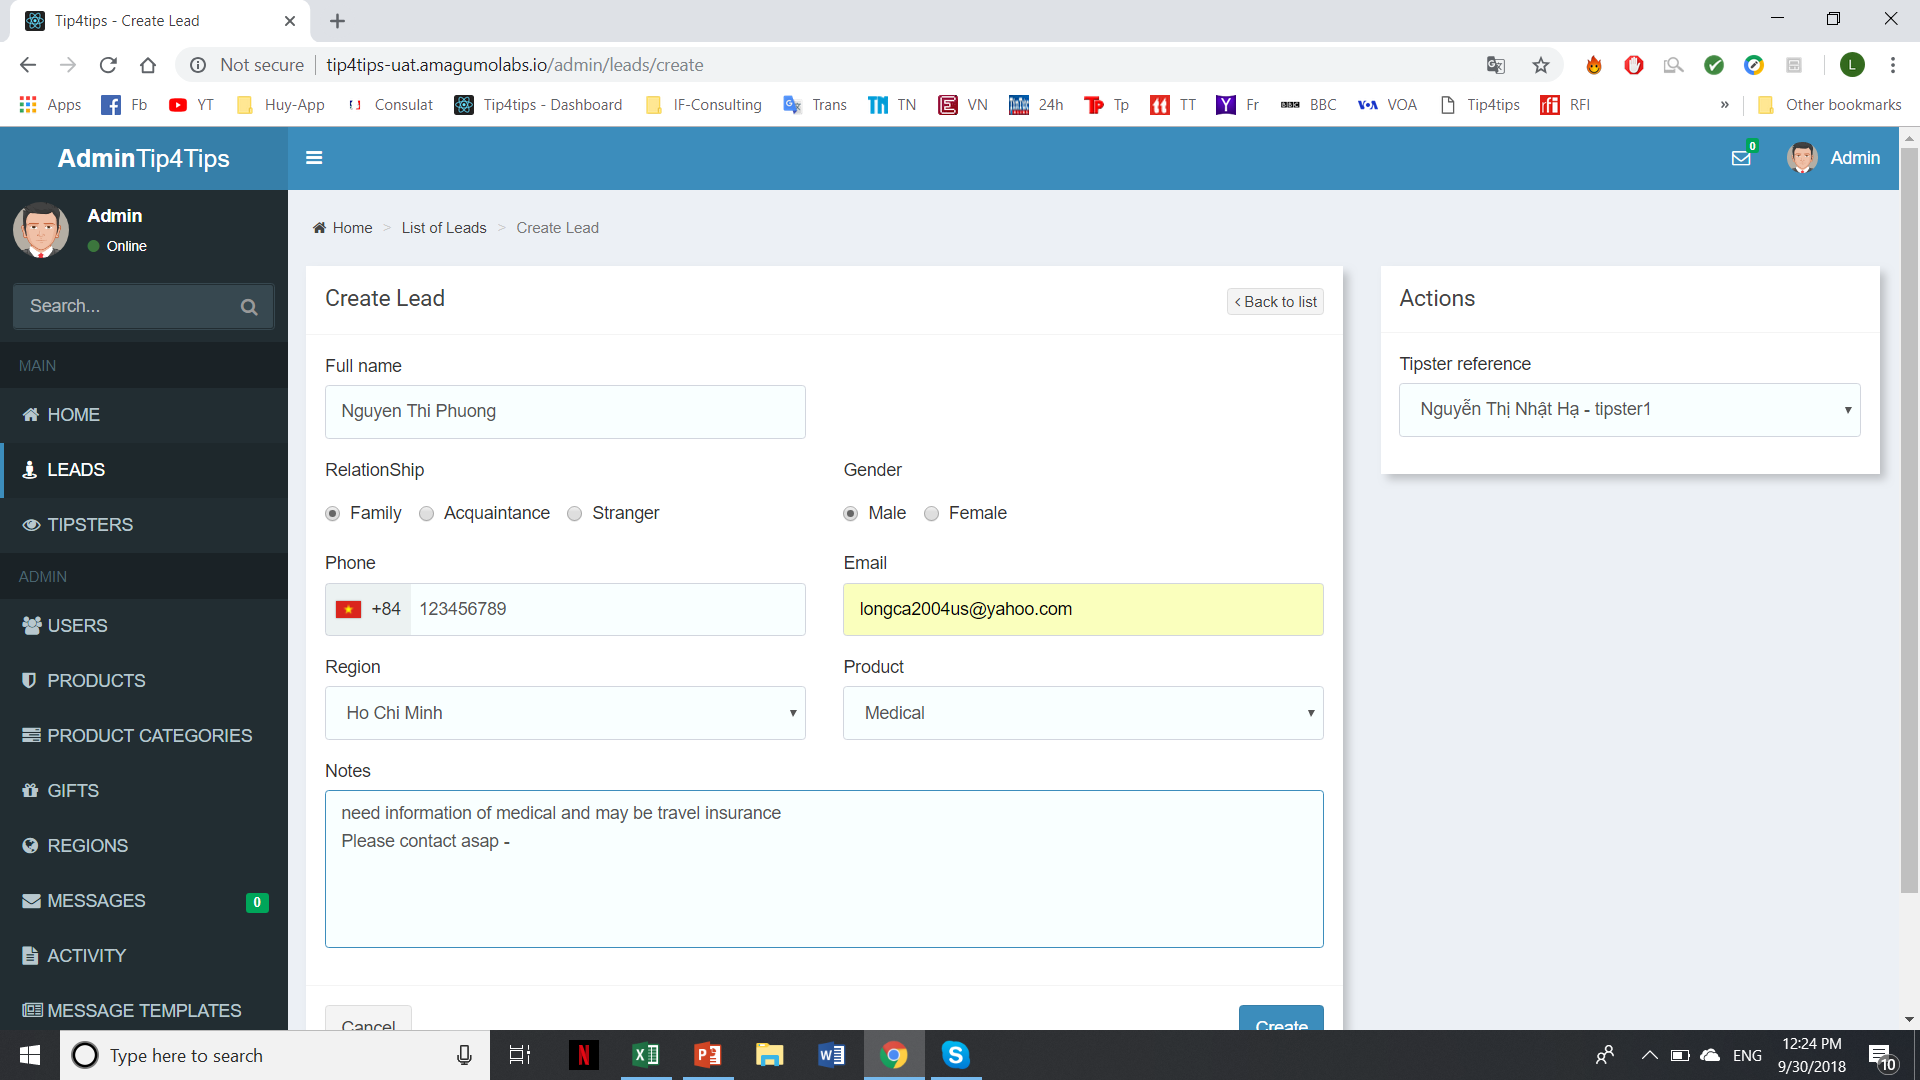 Tip4tips - Create Lead
Not secure
tip4tips-uat.amagumolabs.io/admin/leads/create
L
Apps Fb YT Huy-App Consulat Tip4tips - Dashboard IF-Consulting Trans TN VN 24h Tp TT Fr BBC VOA Tip4tips RFI » Other bookmarks
AdminTip4Tips
0
Admin
Admin
Online
Search...
MAIN
HOME
LEADS
TIPSTERS
ADMIN
USERS
PRODUCTS
PRODUCT CATEGORIES
GIFTS
REGIONS
MESSAGES 0
ACTIVITY
MESSAGE TEMPLATES
Home > List of Leads > Create Lead
Create Lead
‹ Back to list
Full name
Nguyen Thi Phuong
RelationShip
Family Acquaintance Stranger
Gender
Male Female
Phone
+84 123456789
Email
longca2004us@yahoo.com
Region
Ho Chi Minh
Product
Medical
Notes
need information of medical and may be travel insurance
Please contact asap -
Cancel
Create
Actions
Tipster reference
Nguyễn Thị Nhật Hạ - tipster1
Type here to search
ENG
12:24 PM
9/30/2018
10